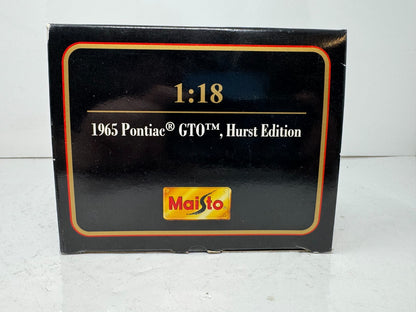 1:18
1965 Pontiac® GTO™, Hurst Edition
Maisto